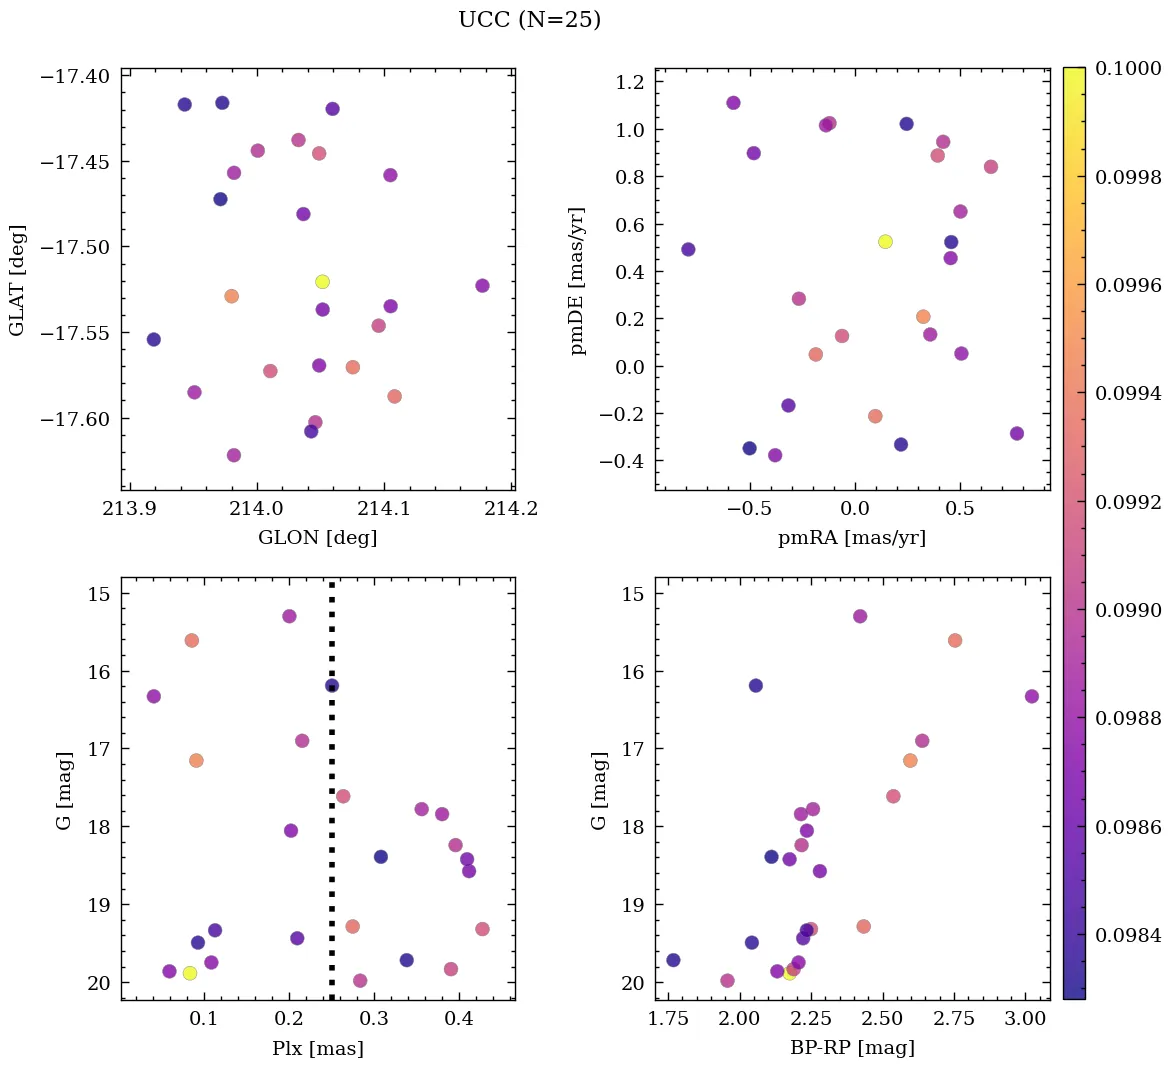 UCC (N=25)
−17.40
−17.45
−17.50
−17.55
−17.60
GLAT [deg]
213.9 214.0 214.1 214.2
GLON [deg]
1.2
1.0
0.8
0.6
0.4
0.2
0.0
−0.2
−0.4
pmDE [mas/yr]
−0.5 0.0 0.5
pmRA [mas/yr]
15
16
17
18
19
20
G [mag]
0.1 0.2 0.3 0.4
Plx [mas]
15
16
17
18
19
20
G [mag]
1.75 2.00 2.25 2.50 2.75 3.00
BP-RP [mag]
0.1000
0.0998
0.0996
0.0994
0.0992
0.0990
0.0988
0.0986
0.0984